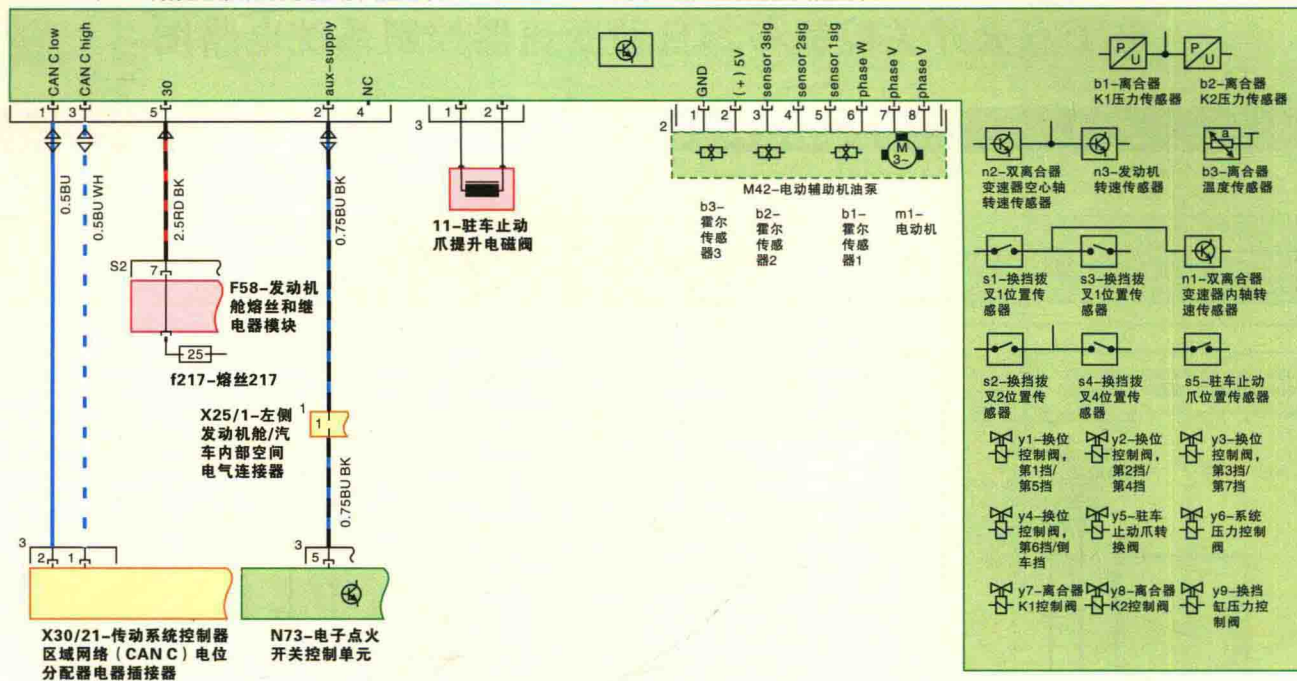 CAN C low
CAN C high
30
aux-supply
NC
GND
(+) 5V
sensor 3sig
sensor 2sig
sensor 1sig
phase W
phase V
phase V
1
3
5
2
4
3
1
2
2
1
2
3
4
5
6
7
8
M
3~
M42-电动辅助机油泵
b3-
霍尔
传感
器3
b2-
霍尔
传感
器2
b1-
霍尔
传感
器1
m1-
电动机
11-驻车止动
爪提升电磁阀
0.5BU
0.5BU WH
2.5RD BK
0.75BU BK
S2
7
F58-发动机
舱熔丝和继
电器模块
25
f217-熔丝217
X25/1-左侧
发动机舱/汽
车内部空间
电气连接器
1
1
0.75BU BK
3
2
1
3
5
X30/21-传动系统控制器
区域网络（CAN C）电位
分配器电器插接器
N73-电子点火
开关控制单元
P
U
P
U
b1-离合器
K1压力传感器
b2-离合器
K2压力传感器
a
n2-双离合器
变速器空心轴
转速传感器
n3-发动机
转速传感器
b3-离合器
温度传感器
s1-换挡拨
叉1位置传
感器
s3-换挡拨
叉1位置传
感器
n1-双离合器
变速器内轴转
速传感器
s2-换挡拨
叉2位置传
感器
s4-换挡拨
叉4位置传
感器
s5-驻车止动
爪位置传感器
y1-换位
控制阀，
第1挡/
第5挡
y2-换位
控制阀，
第2挡/
第4挡
y3-换位
控制阀，
第3挡/
第7挡
y4-换位
控制阀，
第6挡/倒
车挡
y5-驻车
止动爪转
换阀
y6-系统
压力控制
阀
y7-离合器
K1控制阀
y8-离合器
K2控制阀
y9-换挡
缸压力控
制阀